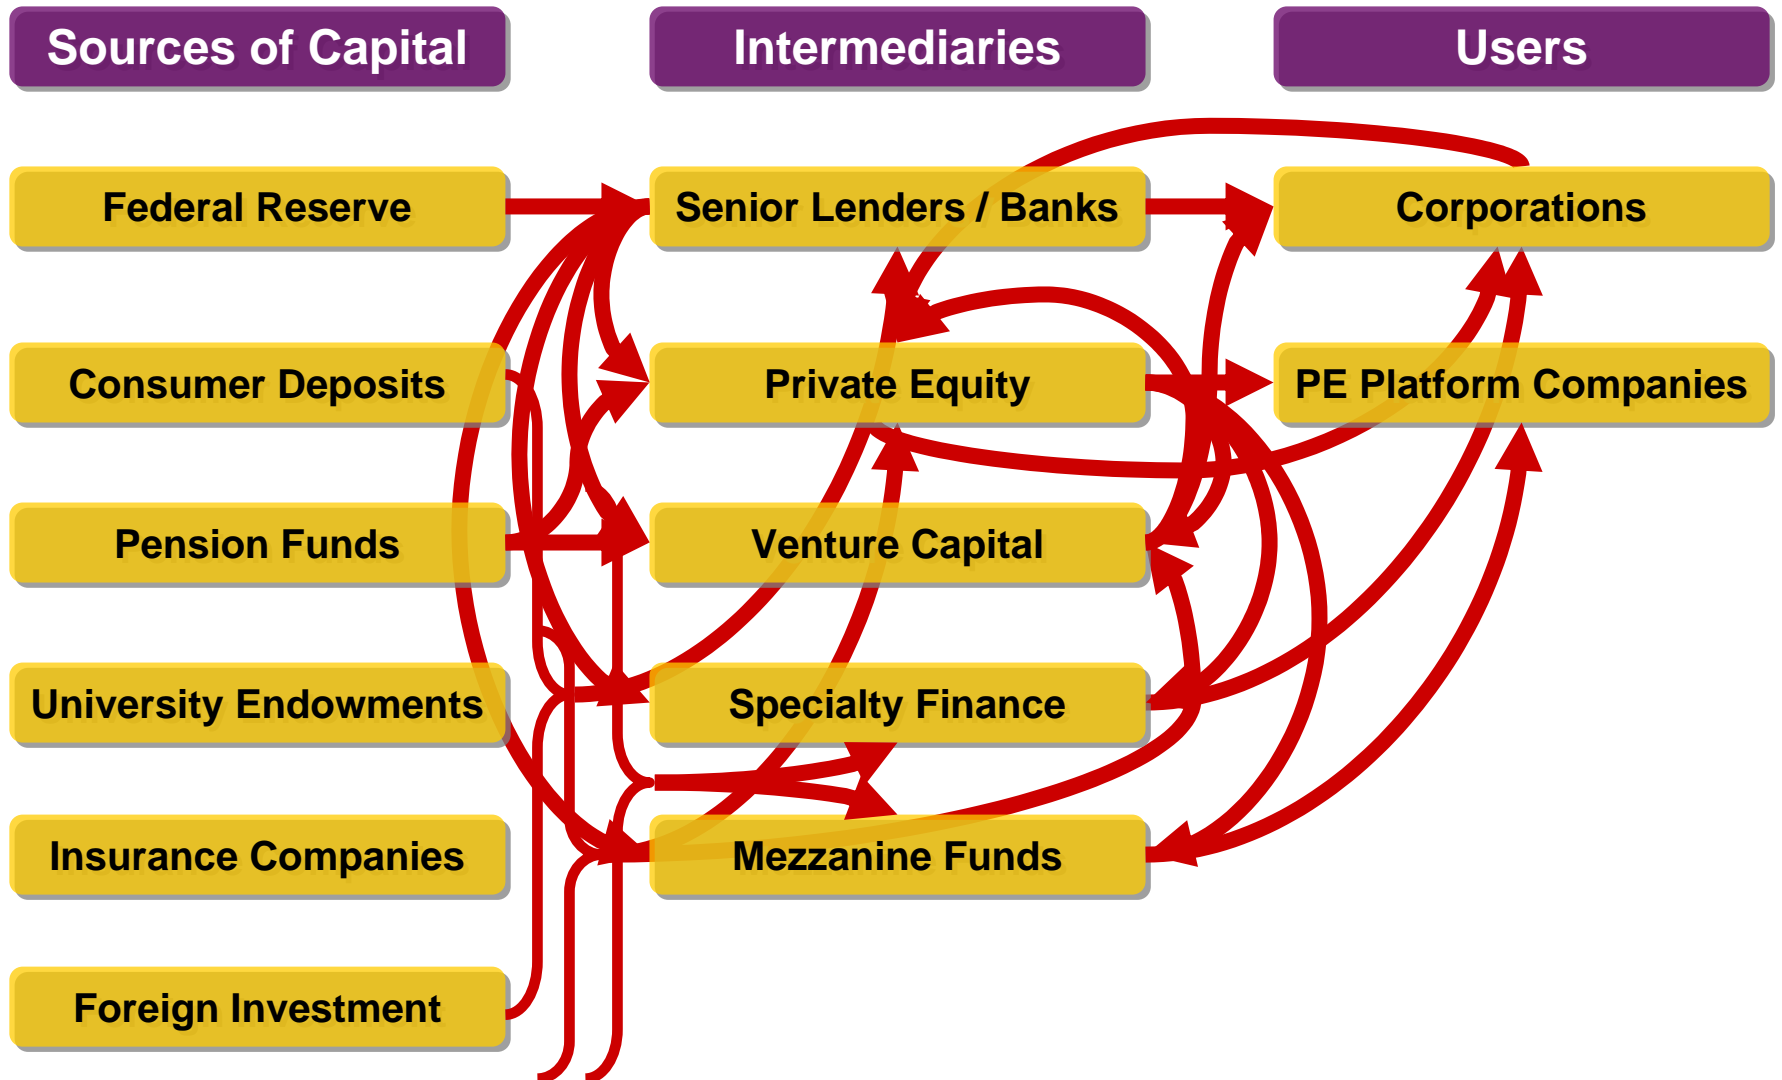 Sources of Capital
Intermediaries
Users
Federal Reserve
Senior Lenders / Banks
Corporations
Consumer Deposits
Private Equity
PE Platform Companies
Pension Funds
Venture Capital
University Endowments
Specialty Finance
Insurance Companies
Mezzanine Funds
Foreign Investment